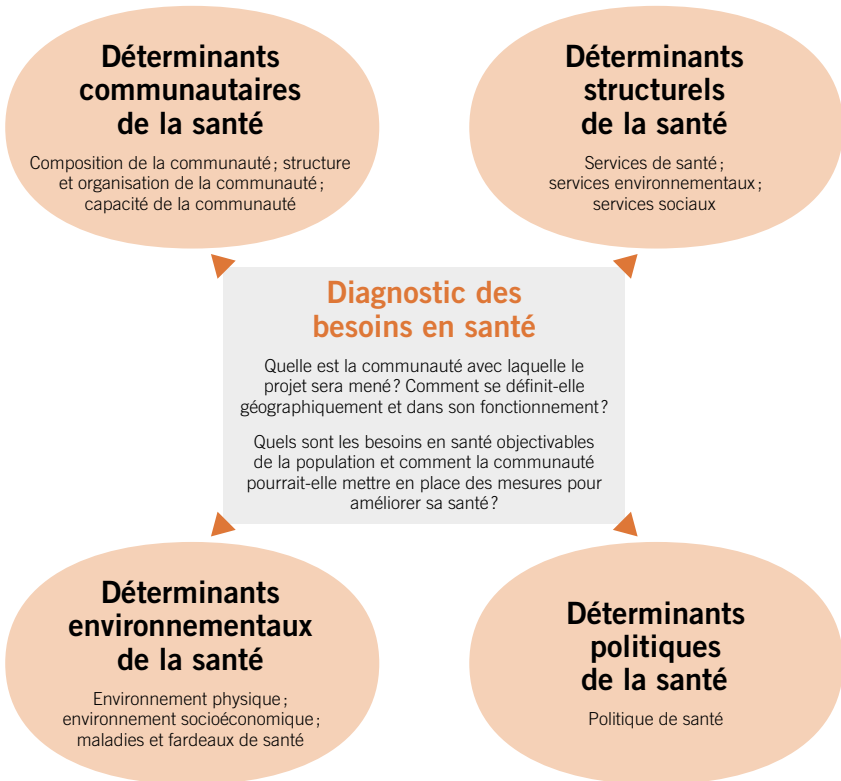 Déterminants
communautaires
de la santé
Composition de la communauté ; structure
et organisation de la communauté ;
capacité de la communauté
Déterminants
structurels
de la santé
Services de santé ;
services environnementaux ;
services sociaux
Diagnostic des
besoins en santé
Quelle est la communauté avec laquelle le
projet sera mené ? Comment se définit-elle
géographiquement et dans son fonctionnement ?
Quels sont les besoins en santé objectivables
de la population et comment la communauté
pourrait-elle mettre en place des mesures pour
améliorer sa santé ?
Déterminants
environnementaux
de la santé
Environnement physique ;
environnement socioéconomique ;
maladies et fardeaux de santé
Déterminants
politiques
de la santé
Politique de santé